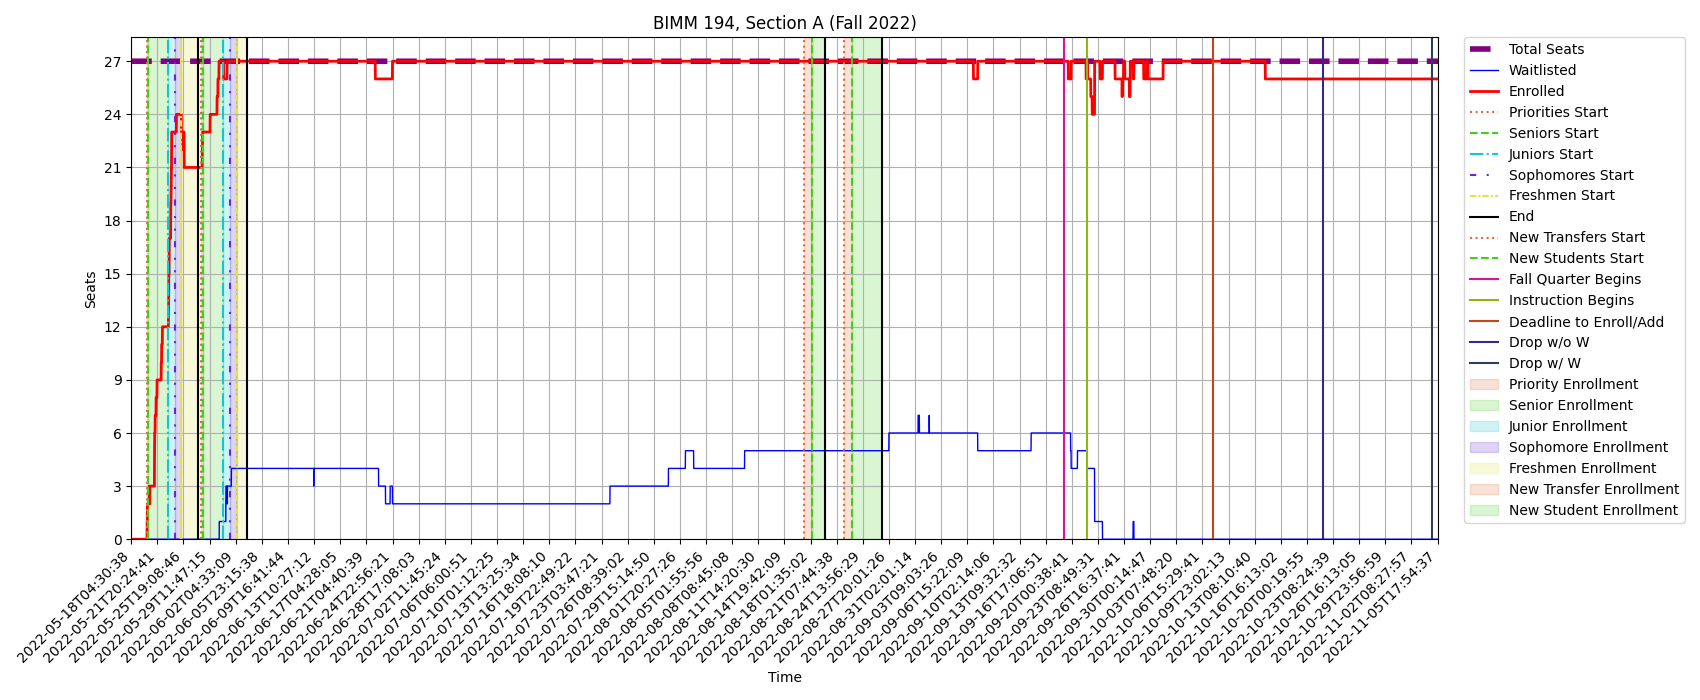 BIMM 194, Section A (Fall 2022)
Seats
27
24
21
18
15
12
9
6
3
0
2022-05-18T04:30:38
2022-05-21T20:24:41
2022-05-25T19:08:46
2022-05-29T11:47:15
2022-06-02T04:33:09
2022-06-05T23:15:38
2022-06-09T16:41:44
2022-06-13T10:27:12
2022-06-17T04:28:05
2022-06-21T04:40:39
2022-06-24T22:56:21
2022-06-28T17:08:03
2022-07-02T11:45:24
2022-07-06T06:00:51
2022-07-10T01:12:25
2022-07-13T13:25:34
2022-07-16T18:08:10
2022-07-19T22:49:22
2022-07-23T03:47:21
2022-07-26T08:39:02
2022-07-29T15:14:50
2022-08-01T20:27:26
2022-08-05T01:55:56
2022-08-08T08:45:08
2022-08-11T14:20:30
2022-08-14T19:42:09
2022-08-18T01:35:02
2022-08-21T07:44:38
2022-08-24T13:56:29
2022-08-27T20:01:26
2022-08-31T02:01:14
2022-09-03T09:03:26
2022-09-06T15:22:09
2022-09-10T02:14:06
2022-09-13T09:32:32
2022-09-16T17:06:51
2022-09-20T00:38:41
2022-09-23T08:49:31
2022-09-26T16:37:41
2022-09-30T00:14:47
2022-10-03T07:48:20
2022-10-06T15:29:41
2022-10-09T23:02:13
2022-10-13T08:10:40
2022-10-16T16:13:02
2022-10-20T00:19:55
2022-10-23T08:24:39
2022-10-26T16:13:05
2022-10-29T23:56:59
2022-11-02T08:27:57
2022-11-05T17:54:37
Time
Total Seats
Waitlisted
Enrolled
Priorities Start
Seniors Start
Juniors Start
Sophomores Start
Freshmen Start
End
New Transfers Start
New Students Start
Fall Quarter Begins
Instruction Begins
Deadline to Enroll/Add
Drop w/o W
Drop w/ W
Priority Enrollment
Senior Enrollment
Junior Enrollment
Sophomore Enrollment
Freshmen Enrollment
New Transfer Enrollment
New Student Enrollment